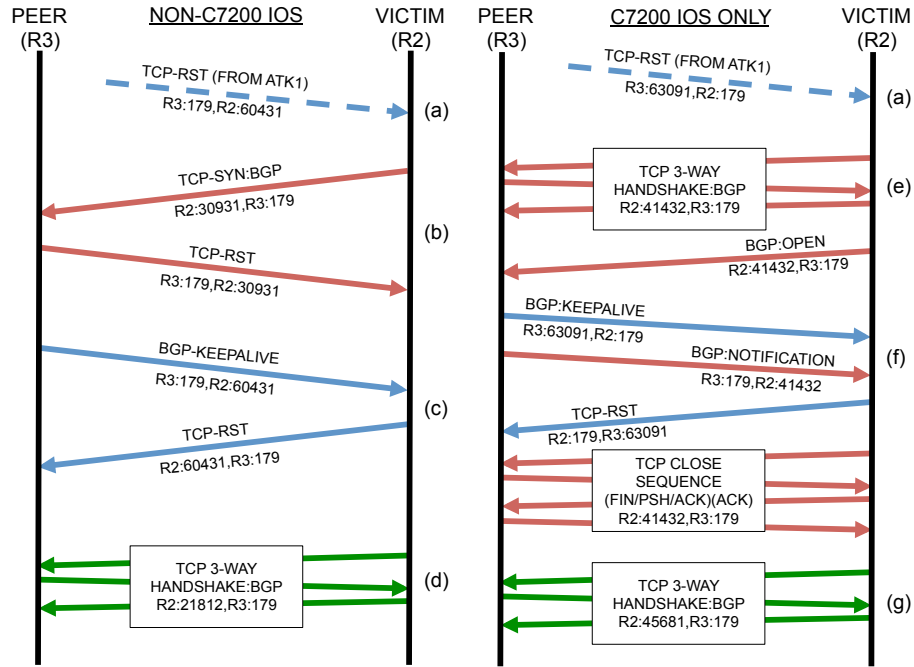 PEER
(R3)
NON-C7200 IOS
VICTIM
(R2)
TCP-RST (FROM ATK1)
R3:179,R2:60431
(a)
TCP-SYN:BGP
R2:30931,R3:179
(b)
TCP-RST
R3:179,R2:30931
BGP-KEEPALIVE
R3:179,R2:60431
(c)
TCP-RST
R2:60431,R3:179
TCP 3-WAY
HANDSHAKE:BGP
R2:21812,R3:179
(d)
PEER
(R3)
C7200 IOS ONLY
VICTIM
(R2)
TCP-RST (FROM ATK1)
R3:63091,R2:179
(a)
TCP 3-WAY
HANDSHAKE:BGP
R2:41432,R3:179
(e)
BGP:OPEN
R2:41432,R3:179
BGP:KEEPALIVE
R3:63091,R2:179
BGP:NOTIFICATION
R3:179,R2:41432
(f)
TCP-RST
R2:179,R3:63091
TCP CLOSE
SEQUENCE
(FIN/PSH/ACK)(ACK)
R2:41432,R3:179
TCP 3-WAY
HANDSHAKE:BGP
R2:45681,R3:179
(g)